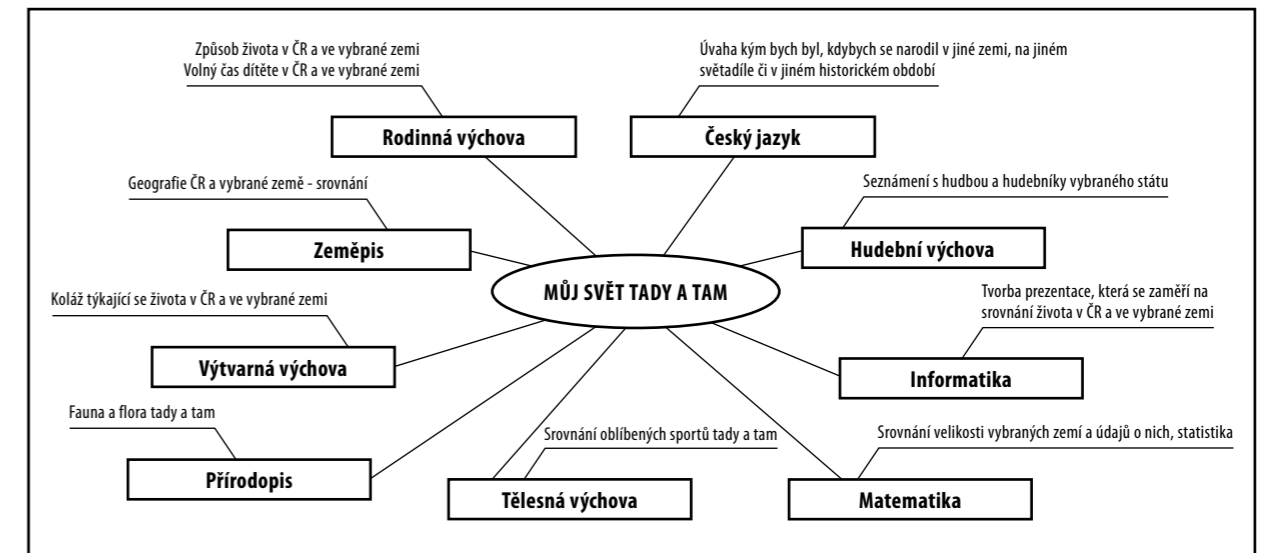 Způsob života v ČR a ve vybrané zemi
Volný čas dítěte v ČR a ve vybrané zemi
Rodinná výchova
Úvaha kým bych byl, kdybych se narodil v jiné zemi, na jiném
světadíle či v jiném historickém období
Český jazyk
Geografie ČR a vybrané země - srovnání
Zeměpis
Seznámení s hudbou a hudebníky vybraného státu
Hudební výchova
MŮJ SVĚT TADY A TAM
Koláž týkající se života v ČR a ve vybrané zemi
Výtvarná výchova
Tvorba prezentace, která se zaměří na
srovnání života v ČR a ve vybrané zemi
Informatika
Fauna a flora tady a tam
Přírodopis
Srovnání oblíbených sportů tady a tam
Tělesná výchova
Srovnání velikosti vybraných zemí a údajů o nich, statistika
Matematika